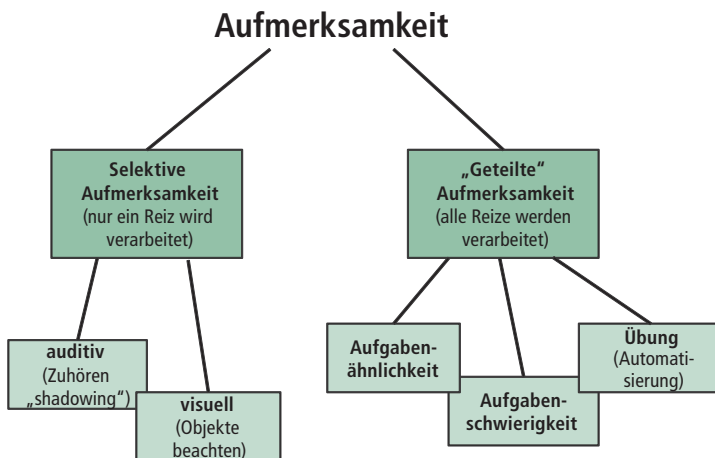 Aufmerksamkeit
Selektive
Aufmerksamkeit
(nur ein Reiz wird
verarbeitet)
„Geteilte“
Aufmerksamkeit
(alle Reize werden
verarbeitet)
auditiv
(Zuhören
„shadowing“)
visuell
(Objekte
beachten)
Aufgaben-
ähnlichkeit
Aufgaben-
schwierigkeit
Übung
(Automati-
sierung)